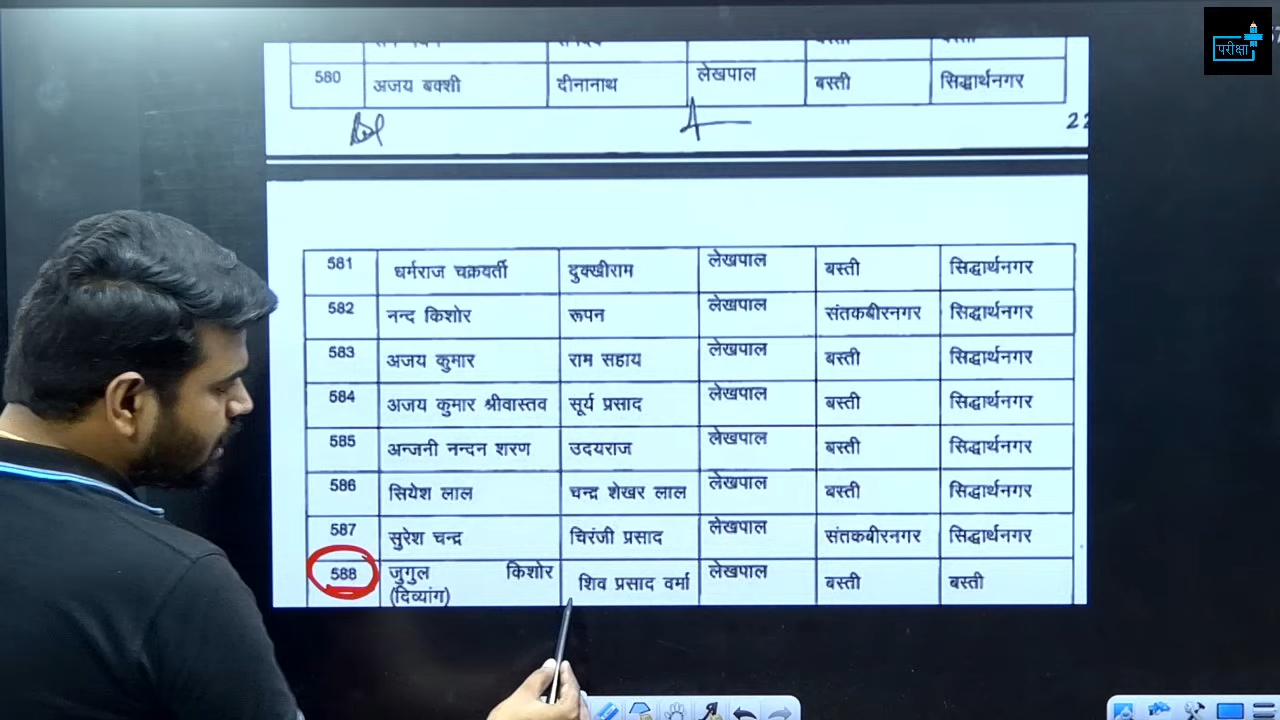 परीक्षा
580 अजय बक्शी दीनानाथ लेखपाल बस्ती सिद्धार्थनगर
22
581 धर्मराज चक्रवर्ती दुक्खीराम लेखपाल बस्ती सिद्धार्थनगर
582 नन्द किशोर रूपन लेखपाल संतकबीरनगर सिद्धार्थनगर
583 अजय कुमार राम सहाय लेखपाल बस्ती सिद्धार्थनगर
584 अजय कुमार श्रीवास्तव सूर्य प्रसाद लेखपाल बस्ती सिद्धार्थनगर
585 अन्जनी नन्दन शरण उदयराज लेखपाल बस्ती सिद्धार्थनगर
586 सियेश लाल चन्द्र शेखर लाल लेखपाल बस्ती सिद्धार्थनगर
587 सुरेश चन्द्र चिरंजी प्रसाद लेखपाल संतकबीरनगर सिद्धार्थनगर
588 जुगुल किशोर (दिव्यांग) शिव प्रसाद वर्मा लेखपाल बस्ती बस्ती